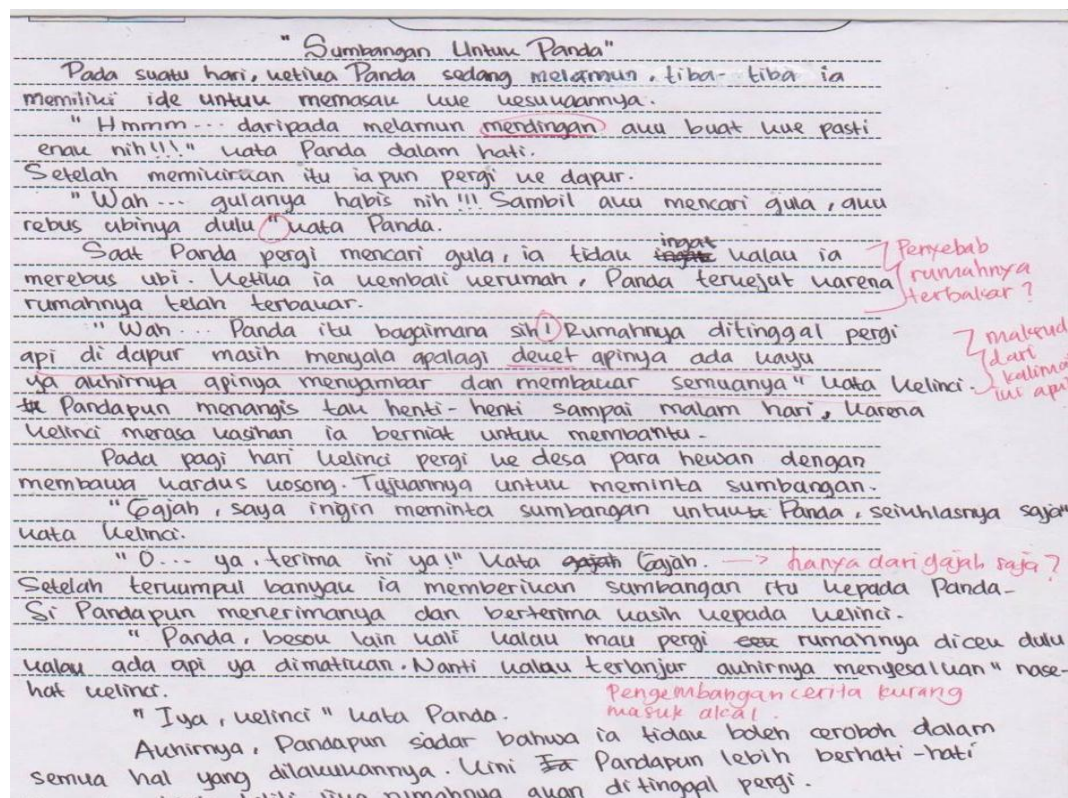 "Sumbangan Untuk Panda"
Pada suatu hari, ketika Panda sedang melamun, tiba-tiba ia
memiliki ide untuk memasak kue kesukaannya.
"Hmmm... daripada melamun merdingan aku buat kue pasti
enak nih!!!" kata Panda dalam hati.
Setelah memikirkan itu iapun pergi ke dapur.
"Wah... gulanya habis nih!!! Sambil aku mencari gula, aku
rebus ubinya dulu" kata Panda.
Saat Panda pergi mencari gula, ia tidak ingat kalau ia
Penyebab
merebus ubi. Ketika ia kembali kerumah, Panda terkejut karena
rumahnya
rumahnya telah terbakar.
terbakar?
"Wah... Panda itu bagaimana sih! Rumahnya ditinggal pergi
maksud
api di dapur masih menyala apalagi deket apinya ada kayu
dari
ya akhirnya apinya menyambar dan membakar semuanya" kata Kelinci.
kalimat
ini apa?
Pandapun menangis tak henti-henti sampai malam hari, karena
kelinci merasa kasihan ia berniat untuk membantu.
Pada pagi hari kelinci pergi ke desa para hewan dengan
membawa kardus kosong. Tujuannya untuk meminta sumbangan.
"Gajah, saya inigin meminta sumbangan untuk Panda, seikhlasnya saja"
kata kelinci.
"O... ya, terima ini ya!" kata Gajah. → hanya dari gajah saja?
Setelah terkumpul banyak ia memberikan sumbangan itu kepada Panda-
Si Pandapun menerimanya dan berterima kasih kepada kelinci.
"Panda, besok lain kali kalau mau pergi rumahnya dicek dulu
kalau ada api ya dimatikan. Nanti kalau terlanjur akhirnya menyesalkan" nase-
hat kelinci.
Pengembangan cerita kurang
masuk akal.
"Iya, kelinci" kata Panda.
Akhirnya, Pandapun sadar bahwa ia tidak boleh ceroboh dalam
semua hal yang dilakukannya. Kini Pandapun lebih berhati-hati
rumahnya akan ditinggal pergi.